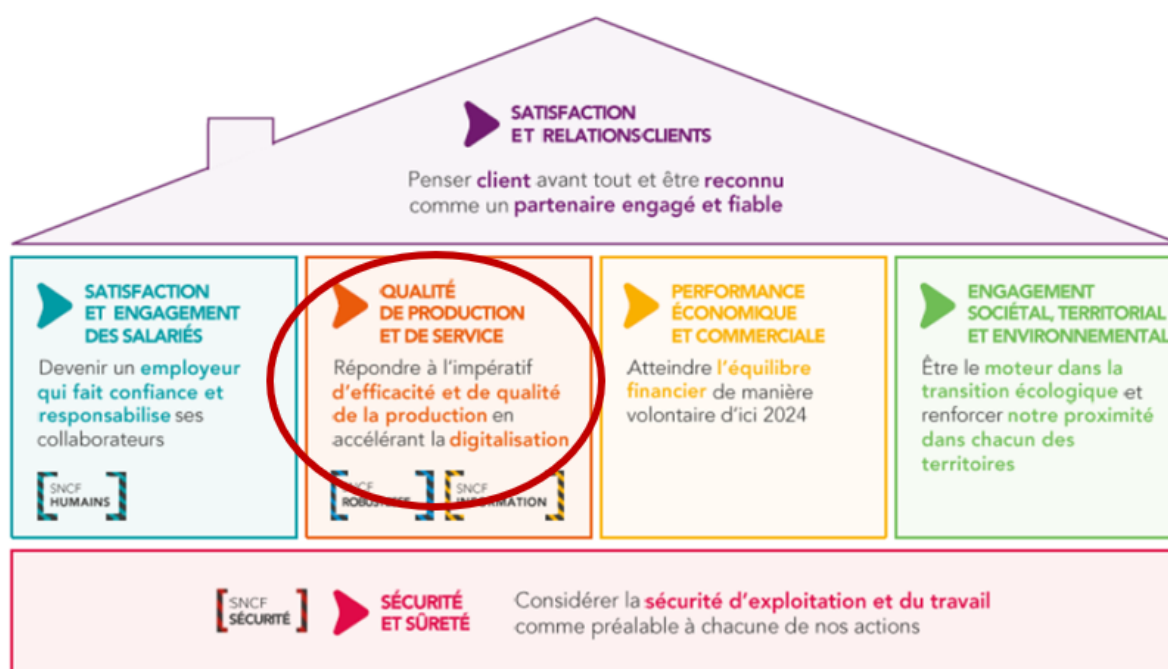 SATISFACTION
ET RELATIONSCLIENTS
Penser client avant tout et être reconnu
comme un partenaire engagé et fiable
SATISFACTION
ET ENGAGEMENT
DES SALARIÉS
Devenir un employeur
qui fait confiance et
responsabilise ses
collaborateurs
SNCF
HUMAINS
QUALITÉ
DE PRODUCTION
ET DE SERVICE
Répondre à l'impératif
d'efficacité et de qualité
de la production en
accélérant la digitalisation
SNCF
ROBUSTESSE
SNCF
INFORMATION
PERFORMANCE
ÉCONOMIQUE
ET COMMERCIALE
Atteindre l'équilibre
financier de manière
volontaire d'ici 2024
ENGAGEMENT
SOCIÉTAL, TERRITORIAL
ET ENVIRONNEMENTAL
Être le moteur dans la
transition écologique et
renforcer notre proximité
dans chacun des
territoires
SNCF
SÉCURITÉ
SÉCURITÉ
ET SÛRETÉ
Considérer la sécurité d'exploitation et du travail
comme préalable à chacune de nos actions